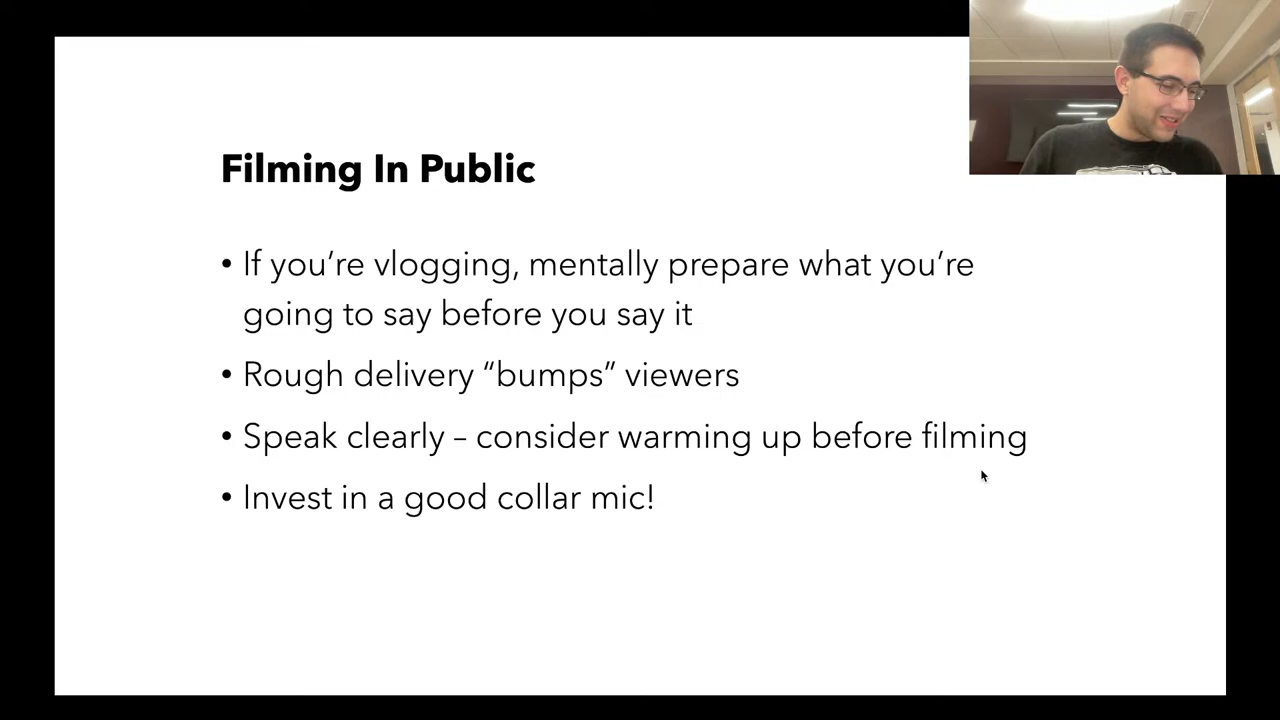 Filming In Public
• If you’re vlogging, mentally prepare what you’re
going to say before you say it
• Rough delivery “bumps” viewers
• Speak clearly – consider warming up before filming
• Invest in a good collar mic!